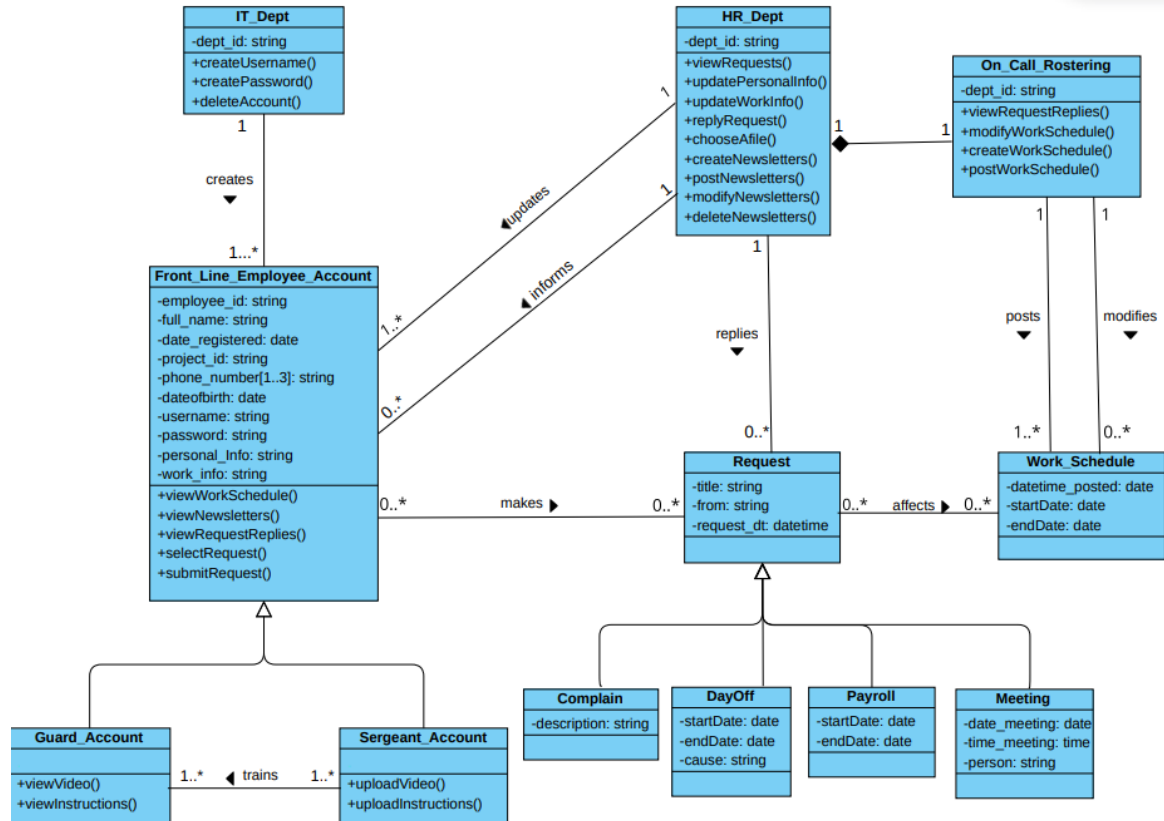 IT_Dept
-dept_id: string
+createUsername()
+createPassword()
+deleteAccount()
HR_Dept
-dept_id: string
+viewRequests()
+updatePersonalInfo()
+updateWorkInfo()
+replyRequest()
+chooseAfile()
+createNewsletters()
+postNewsletters()
+modifyNewsletters()
+deleteNewsletters()
On_Call_Rostering
-dept_id: string
+viewRequestReplies()
+modifyWorkSchedule()
+createWorkSchedule()
+postWorkSchedule()
1
creates
1...*
1
updates
1..*
1
informs
0..*
1
1
1
replies
0..*
1
posts
1..*
1
modifies
0..*
Front_Line_Employee_Account
-employee_id: string
-full_name: string
-date_registered: date
-project_id: string
-phone_number[1..3]: string
-dateofbirth: date
-username: string
-password: string
-personal_Info: string
-work_info: string
+viewWorkSchedule()
+viewNewsletters()
+viewRequestReplies()
+selectRequest()
+submitRequest()
0..*
makes
0..*
Request
-title: string
-from: string
-request_dt: datetime
0..*
affects
0..*
Work_Schedule
-datetime_posted: date
-startDate: date
-endDate: date
Complain
-description: string
DayOff
-startDate: date
-endDate: date
-cause: string
Payroll
-startDate: date
-endDate: date
Meeting
-date_meeting: date
-time_meeting: time
-person: string
Guard_Account
+viewVideo()
+viewInstructions()
1..*
trains
1..*
Sergeant_Account
+uploadVideo()
+uploadInstructions()